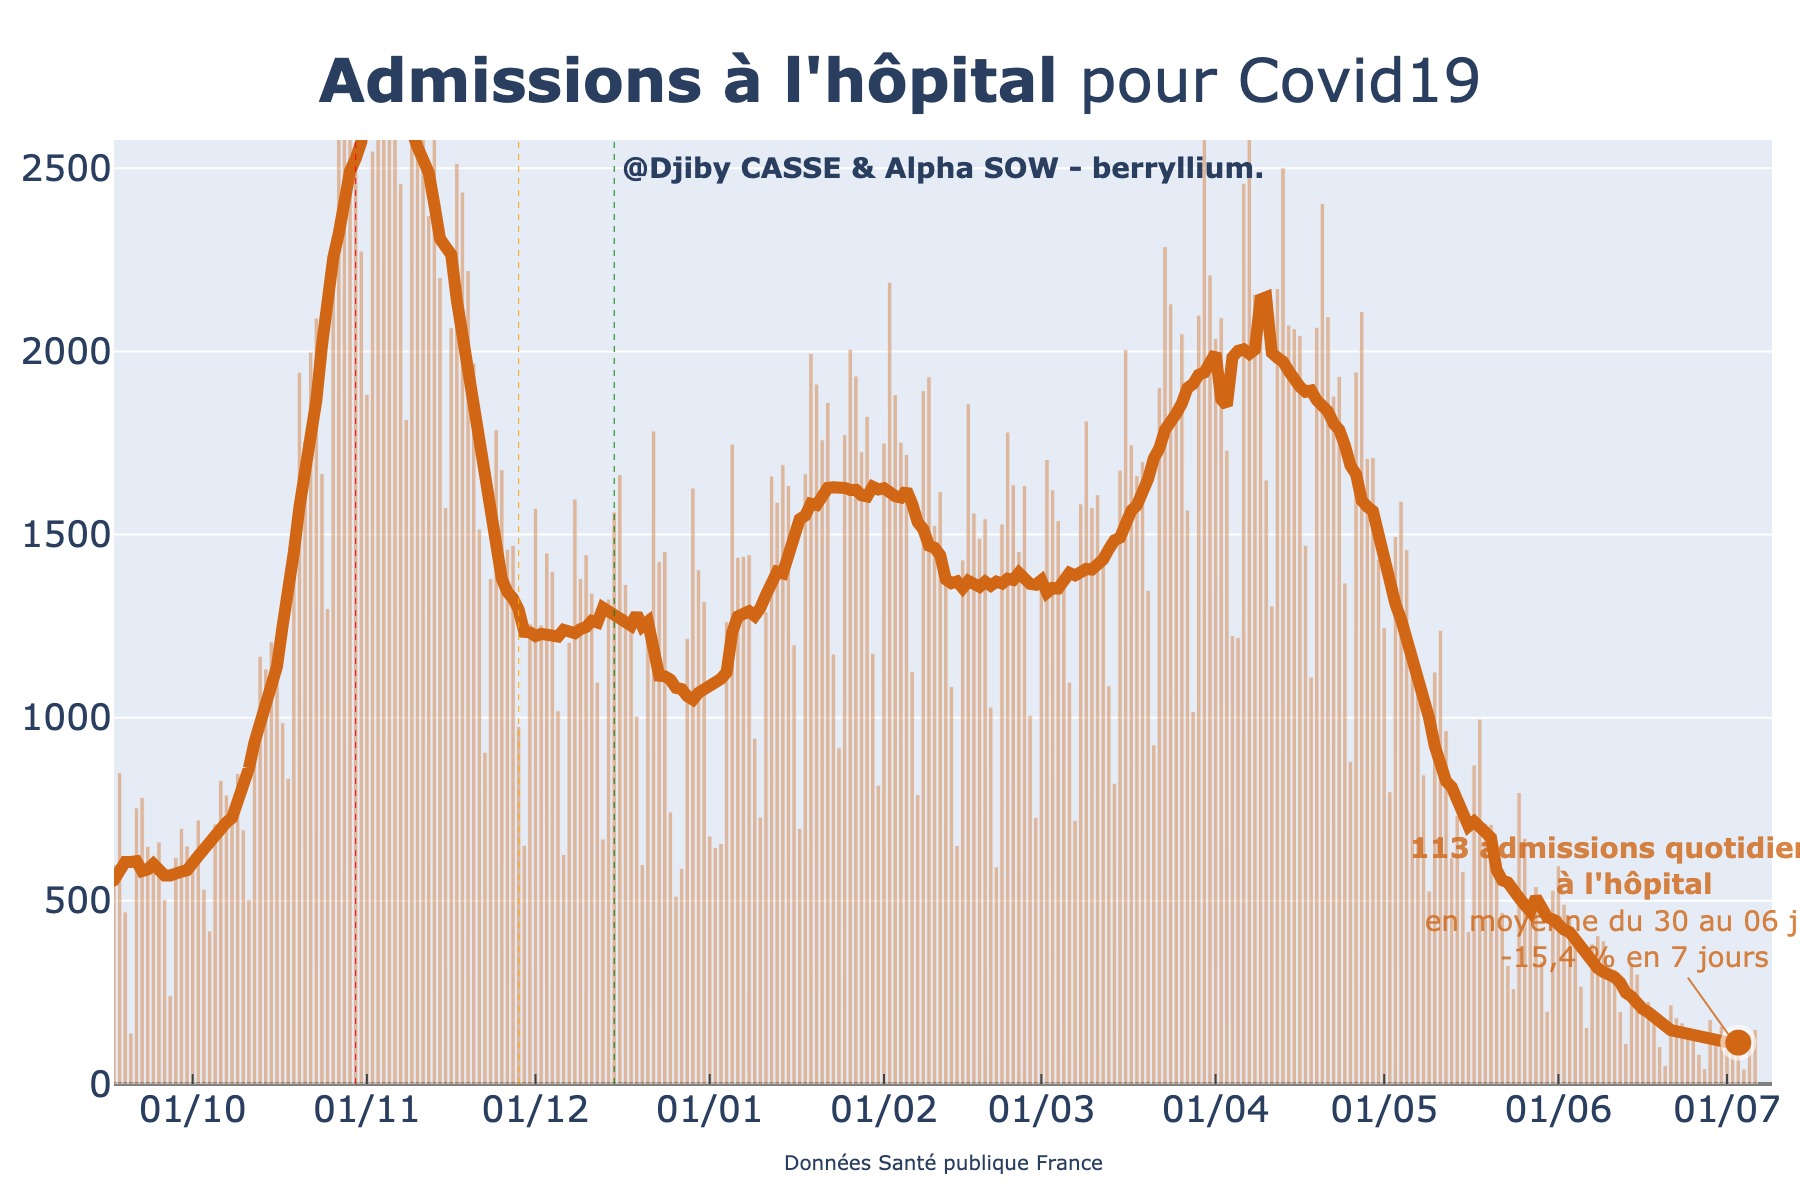 Admissions à l'hôpital pour Covid19
@Djiby CASSE & Alpha SOW - berryllium.
2500
2000
1500
1000
500
0
113 admissions quotidien
à l'hôpital
en moyenne du 30 au 06 j
-15,4 % en 7 jours
01/10 01/11 01/12 01/01 01/02 01/03 01/04 01/05 01/06 01/07
Données Santé publique France